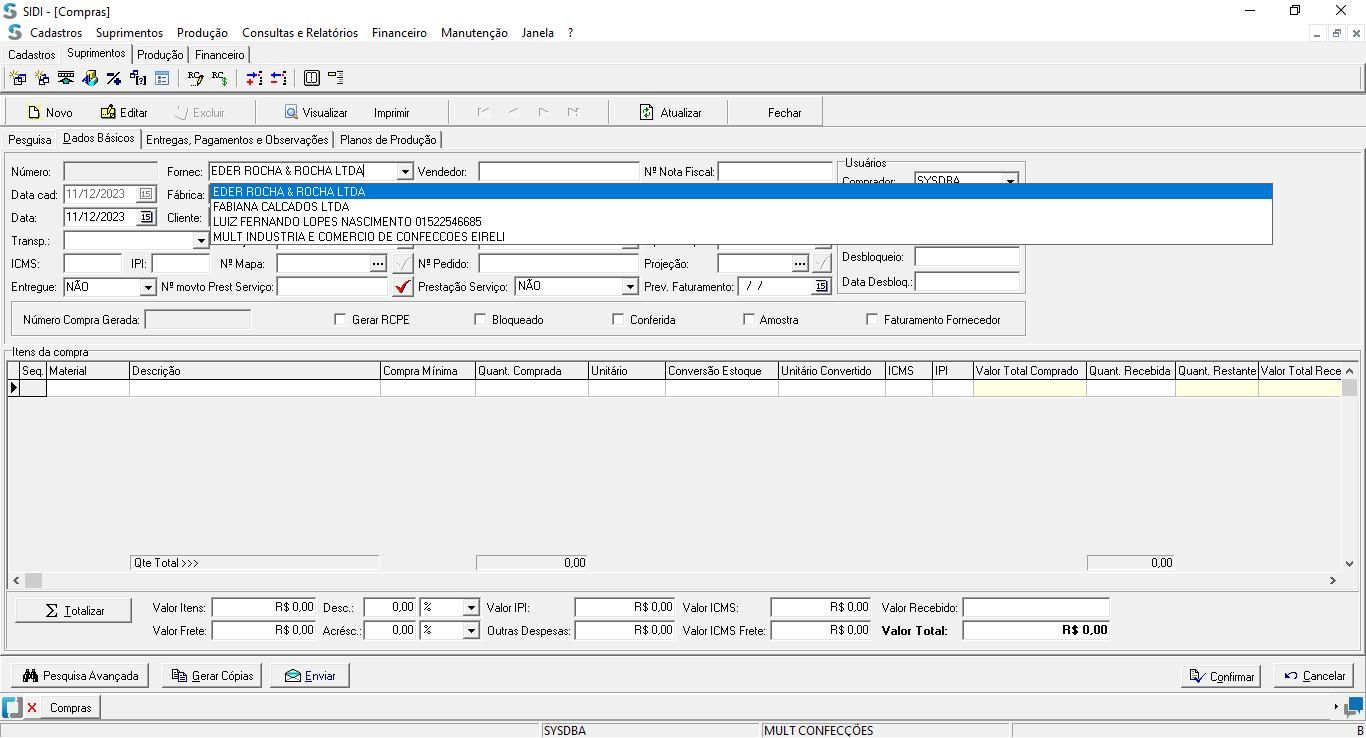 SIDI - [Compras]
Cadastros Suprimentos Produção Consultas e Relatórios Financeiro Manutenção Janela ?
Cadastros Suprimentos Produção Financeiro
Novo Editar Excluir Visualizar Imprimir Atualizar Fechar
Pesquisa Dados Básicos Entregas, Pagamentos e Observações Planos de Produção
Número: Fornec: EDER ROCHA & ROCHA LTDA Vendedor: Nº Nota Fiscal: Usuários
Comprador: SYSDBA
Data cad: 11/12/2023 15 Fábrica: EDER ROCHA & ROCHA LTDA
FABIANA CALCADOS LTDA
Data: 11/12/2023 15 Cliente: LUIZ FERNANDO LOPES NASCIMENTO 01522546685
Transp.: MULT INDUSTRIA E COMERCIO DE CONFECCOES EIRELI
ICMS: IPI: Nº Mapa: ... Nº Pedido: Projeção: ... Desbloqueio:
Entregue: NÃO Nº movto Prest Serviço: Prestação Serviço: NÃO Prev. Faturamento: / / 15 Data Desbloq.:
Número Compra Gerada: Gerar RCPE Bloqueado Conferida Amostra Faturamento Fornecedor
Itens da compra
Seq. Material Descrição Compra Mínima Quant. Comprada Unitário Conversão Estoque Unitário Convertido ICMS IPI Valor Total Comprado Quant. Recebida Quant. Restante Valor Total Rece
Qte Total >>> 0,00 0,00
Totalizar Valor Itens: R$ 0,00 Desc.: 0,00 % Valor IPI: R$ 0,00 Valor ICMS: R$ 0,00 Valor Recebido:
Valor Frete: R$ 0,00 Acrésc.: 0,00 % Outras Despesas: R$ 0,00 Valor ICMS Frete: R$ 0,00 Valor Total: R$ 0,00
Pesquisa Avançada Gerar Cópias Enviar Confirmar Cancelar
Compras
SYSDBA MULT CONFECÇÕES B